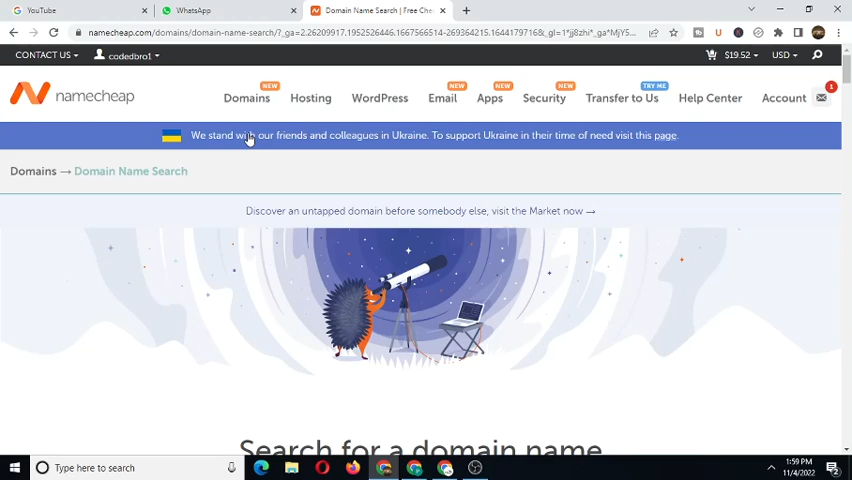 YouTube
WhatsApp
Domain Name Search | Free Che
namecheap.com/domains/domain-name-search/?_ga=2.26209917.1952526446.1667566514-269364215.1644179716&_gl=1*jj8zhi*_ga*MjY5...
CONTACT US
codedbro1
$19.52
USD
namecheap
NEW
NEW
NEW
NEW
TRY ME
1
Domains
Hosting
WordPress
Email
Apps
Security
Transfer to Us
Help Center
Account
We stand with our friends and colleagues in Ukraine. To support Ukraine in their time of need visit this page.
Domains → Domain Name Search
Discover an untapped domain before somebody else, visit the Market now →
Search for a domain name
Type here to search
1:59 PM
11/4/2022
2